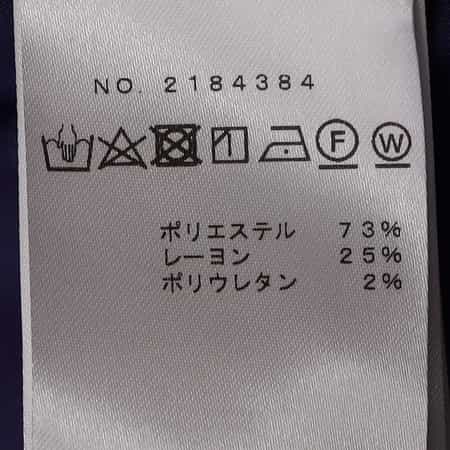 NO. 2184384
F W
ポリエステル 73%
レーヨン 25%
ポリウレタン 2%